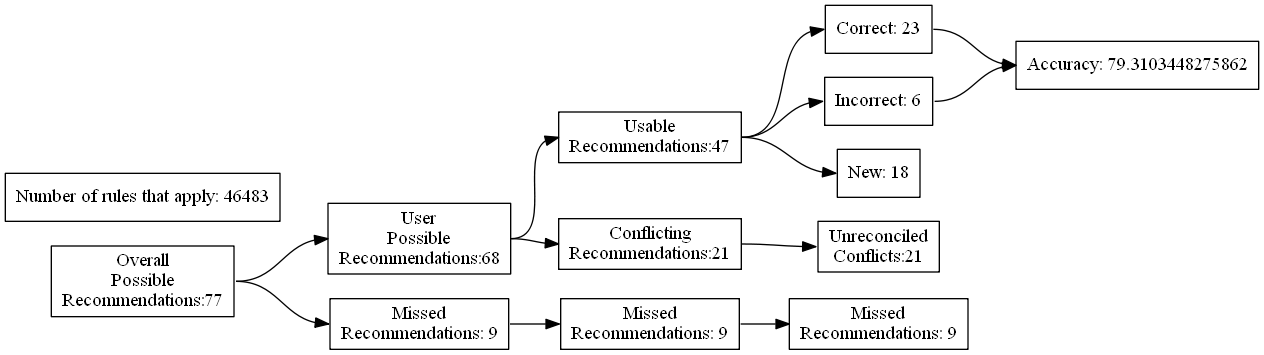 Correct: 23
Accuracy: 79.3103448275862
Incorrect: 6
Usable
Recommendations:47
New: 18
Number of rules that apply: 46483
User
Possible
Recommendations:68
Conflicting
Recommendations:21
Unreconciled
Conflicts:21
Overall
Possible
Recommendations:77
Missed
Recommendations: 9
Missed
Recommendations: 9
Missed
Recommendations: 9